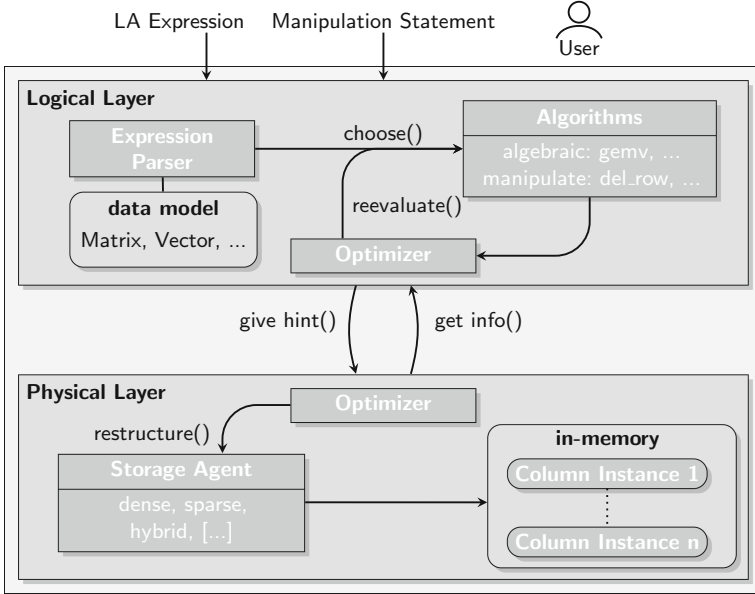 LA Expression
Manipulation Statement
User
Logical Layer
Expression
Parser
choose()
Algorithms
algebraic: gemv, ...
manipulate: del_row, ...
data model
Matrix, Vector, ...
reevaluate()
Optimizer
give hint()
get info()
Physical Layer
Optimizer
restructure()
Storage Agent
dense, sparse,
hybrid, [...]
in-memory
Column Instance 1
Column Instance n